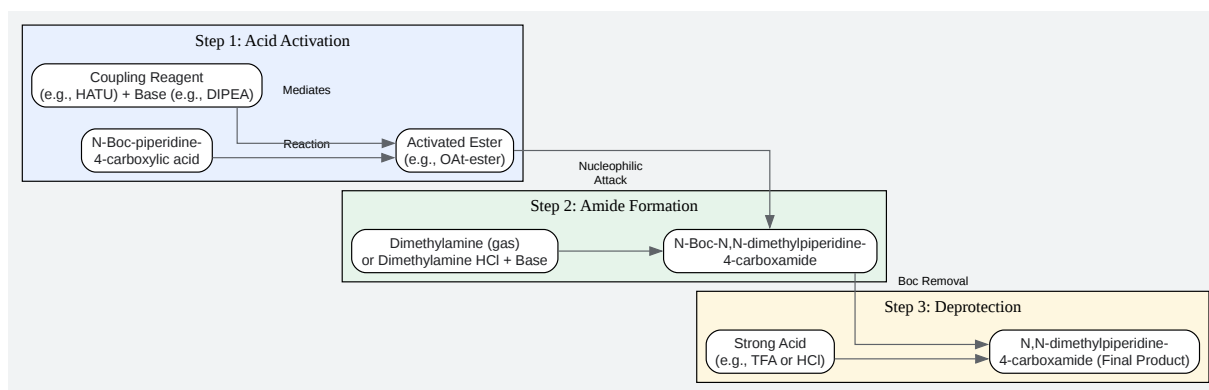 Step 1: Acid Activation
Coupling Reagent
(e.g., HATU) + Base (e.g., DIPEA)
Mediates
N-Boc-piperidine-
4-carboxylic acid
Reaction
Activated Ester
(e.g., OAt-ester)
Nucleophilic
Attack
Step 2: Amide Formation
Dimethylamine (gas)
or Dimethylamine HCl + Base
N-Boc-N,N-dimethylpiperidine-
4-carboxamide
Boc Removal
Step 3: Deprotection
Strong Acid
(e.g., TFA or HCl)
N,N-dimethylpiperidine-
4-carboxamide (Final Product)